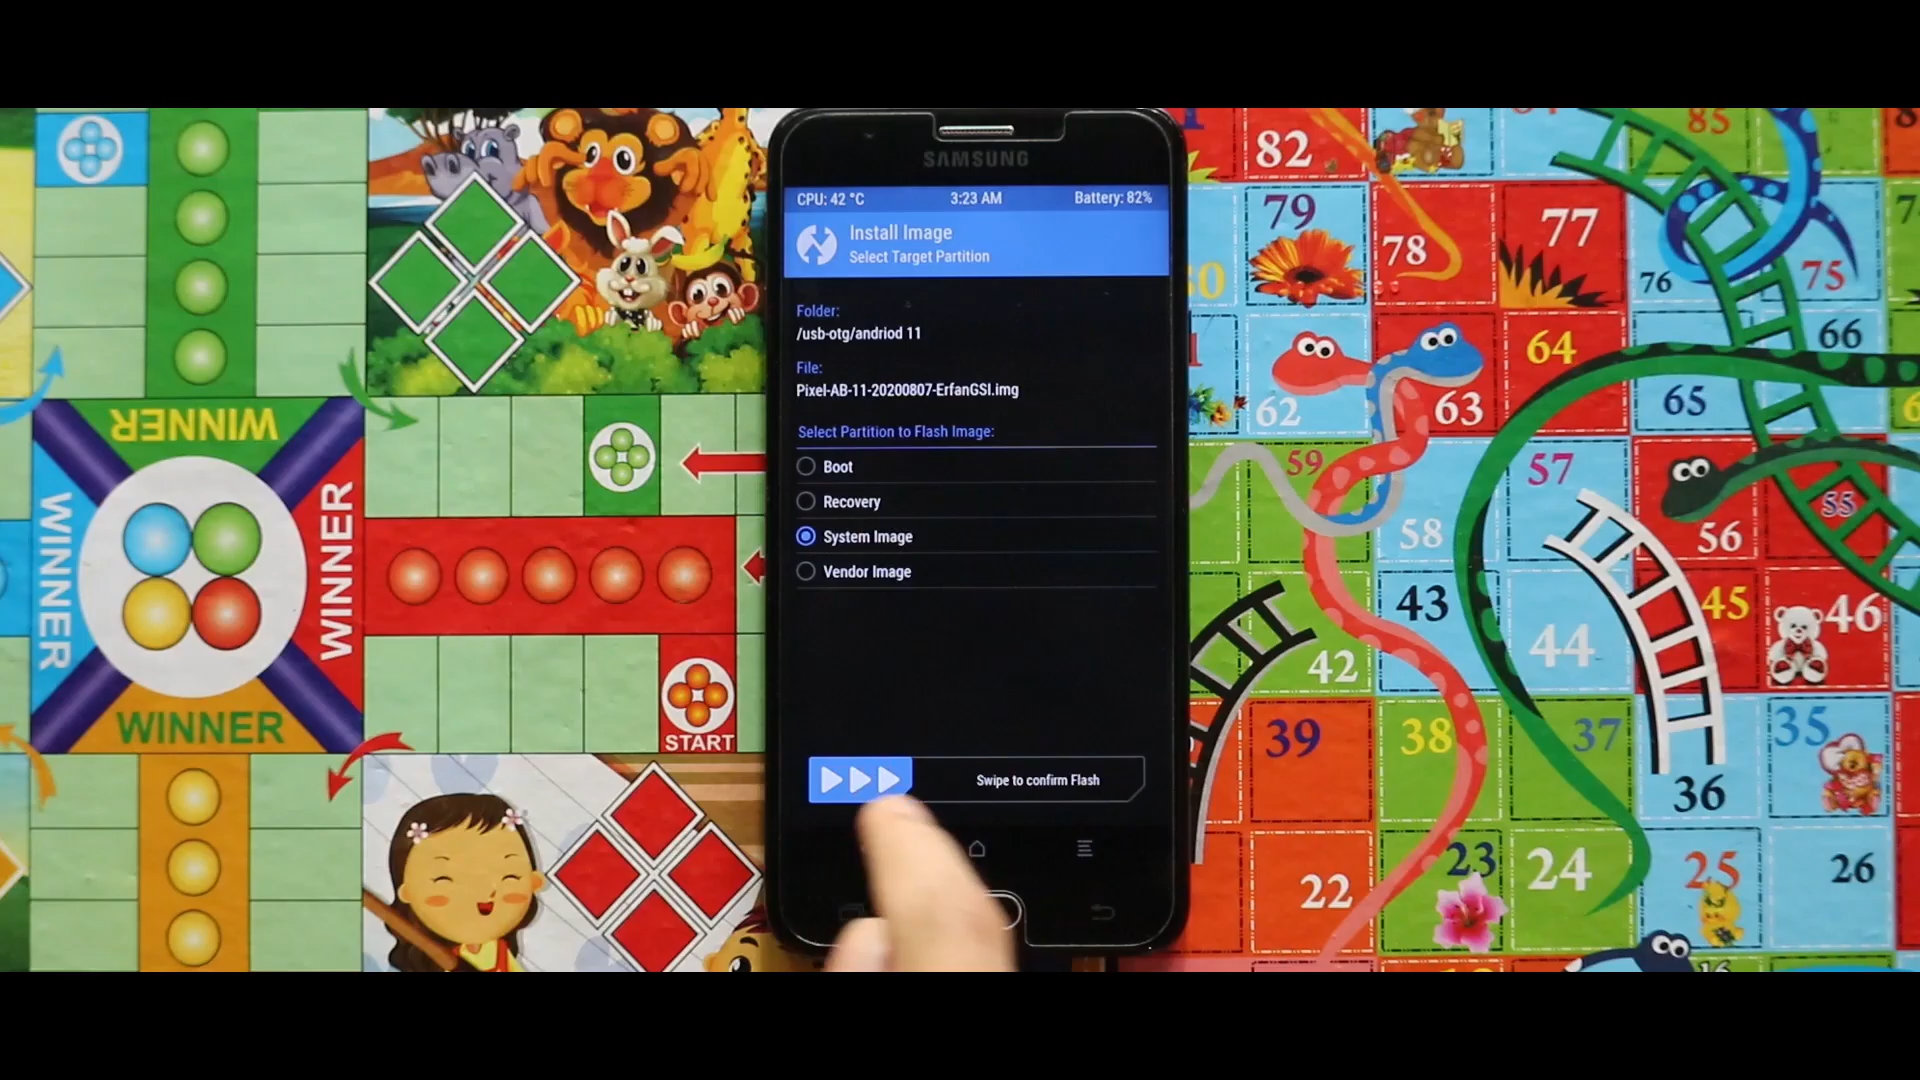 WINNER
WINNER
WINNER
WINNER
START
SAMSUNG
CPU: 42 °C
3:23 AM
Battery: 82%
Install Image
Select Target Partition
Folder:
/usb-otg/andriod 11
File:
Pixel-AB-11-20200807-ErfanGSI.img
Select Partition to Flash Image:
Boot
Recovery
System Image
Vendor Image
Swipe to confirm Flash
82
85
79
78
77
76
75
62
63
64
65
66
59
58
57
56
55
42
43
44
45
46
39
38
37
36
35
22
23
24
25
26